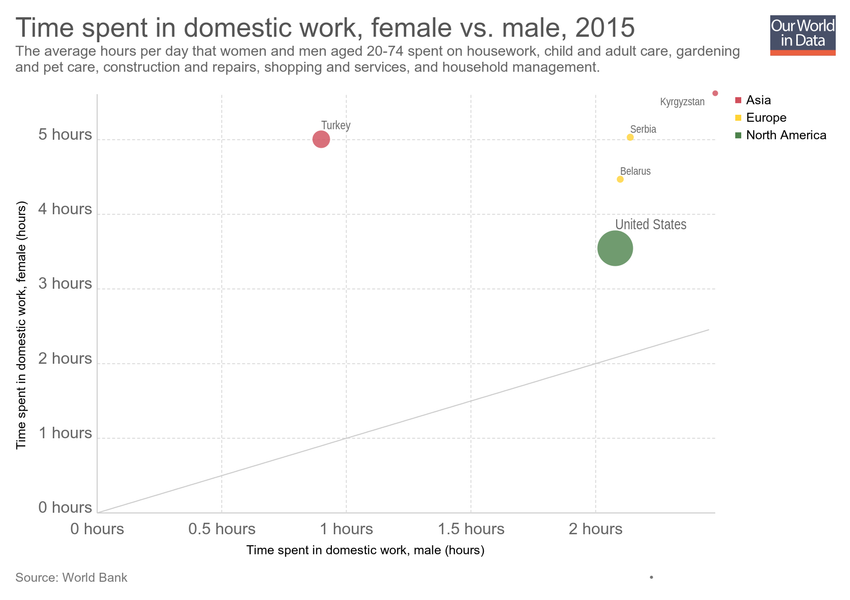 Time spent in domestic work, female vs. male, 2015
The average hours per day that women and men aged 20-74 spent on housework, child and adult care, gardening
and pet care, construction and repairs, shopping and services, and household management.
Our World
in Data
Kyrgyzstan
Asia
Europe
North America
Turkey
Serbia
Belarus
United States
5 hours
4 hours
3 hours
2 hours
1 hours
0 hours
Time spent in domestic work, female (hours)
0 hours
0.5 hours
1 hours
1.5 hours
2 hours
Time spent in domestic work, male (hours)
Source: World Bank